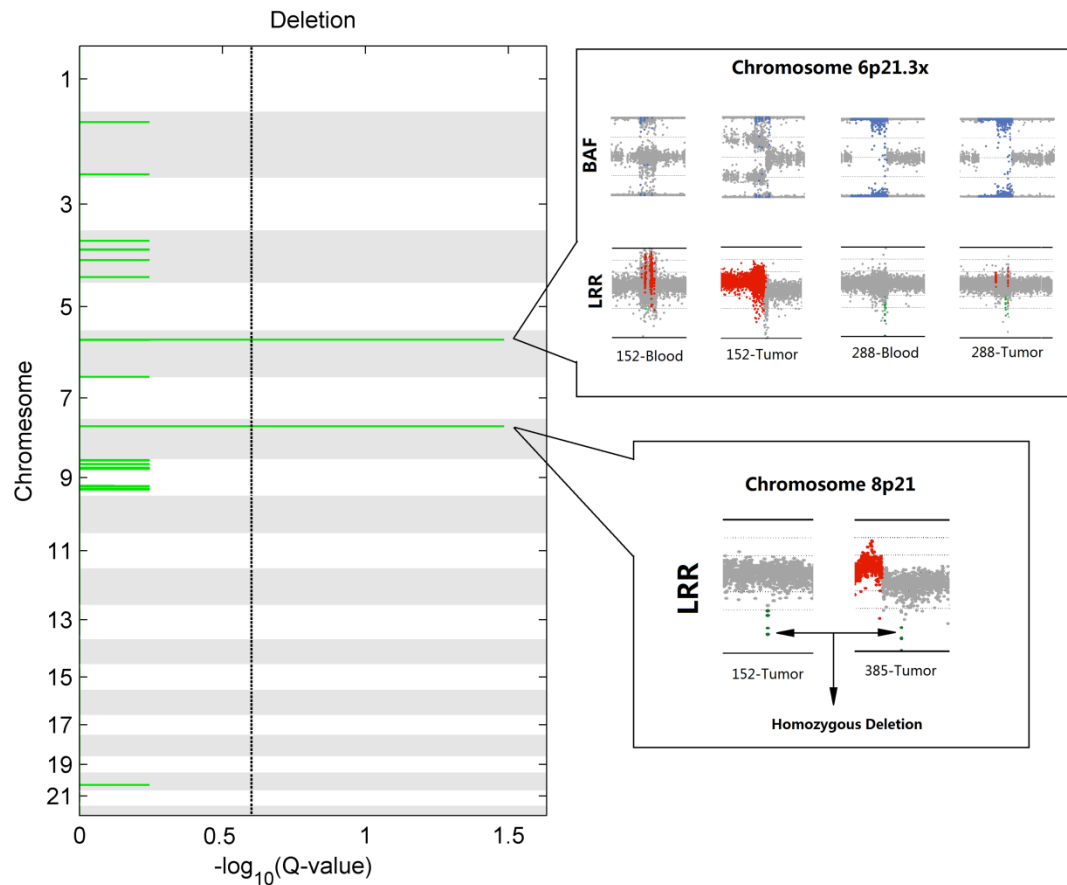 Deletion
Chromesome
1
3
5
7
9
11
13
15
17
19
21
0
0.5
1
1.5
-log10(Q-value)
Chromosome 6p21.3x
BAF
LRR
152-Blood
152-Tumor
288-Blood
288-Tumor
Chromosome 8p21
LRR
152-Tumor
385-Tumor
Homozygous Deletion